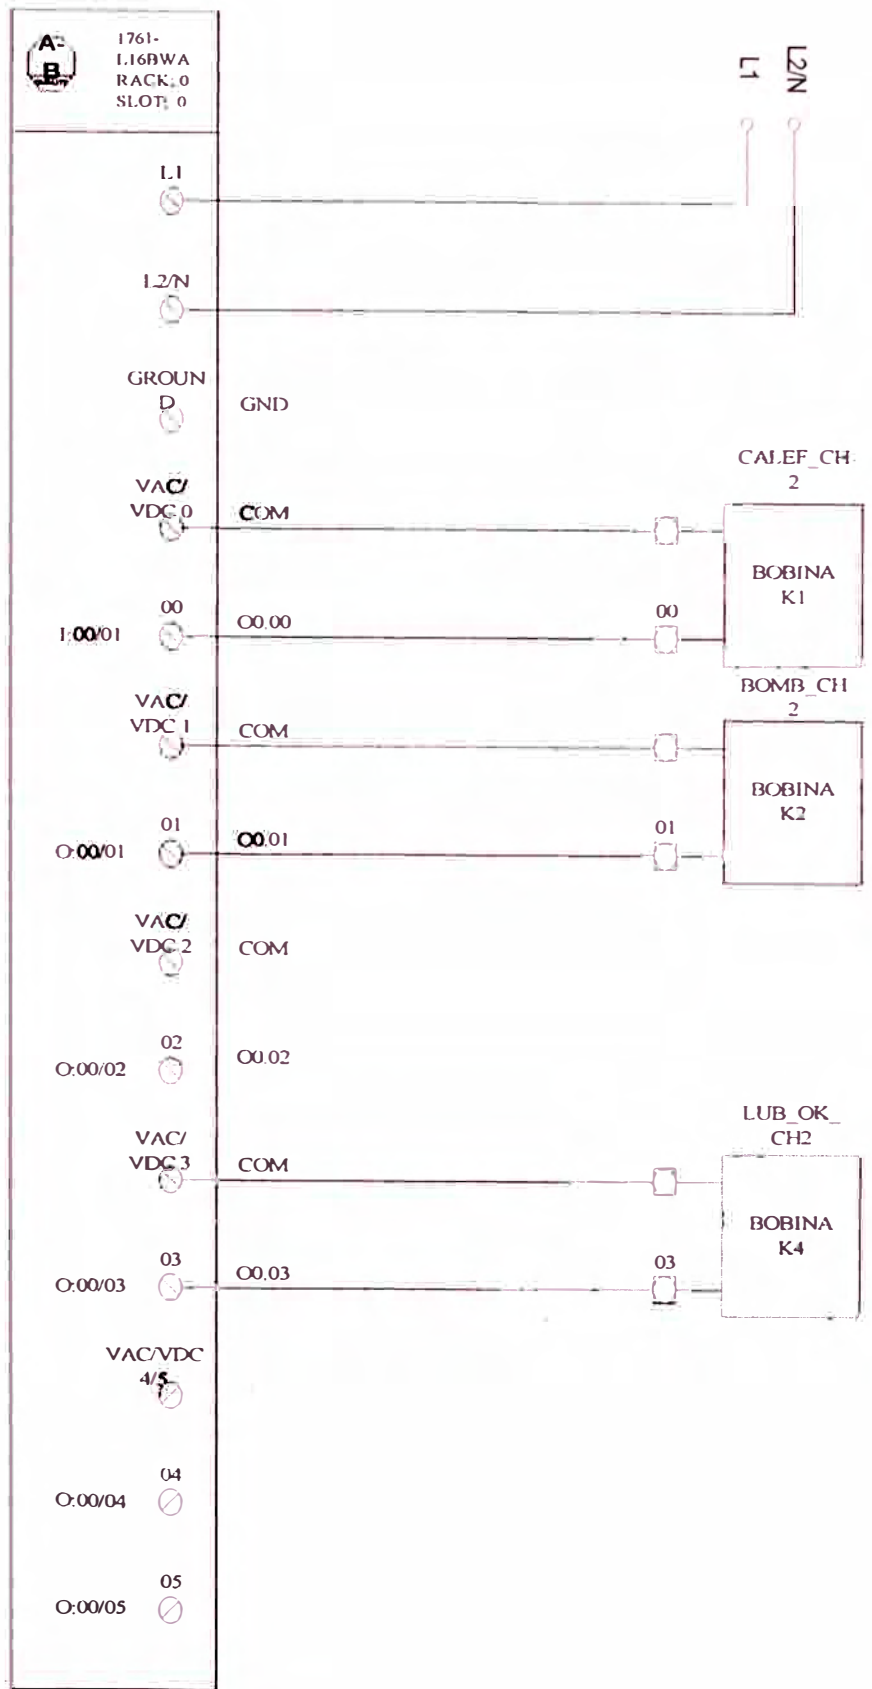 A-
B
QUALITY
1761-
L16BWA
RACK: 0
SLOT: 0
L1
L2/N
L1
L2/N
GROUN
D
GND
VAC/
VDC 0
COM
CALEF_CH
2
BOBINA
K1
I:00/01
00
O0.00
00
VAC/
VDC 1
COM
BOMB_CH
2
BOBINA
K2
O:00/01
01
O0.01
01
VAC/
VDC 2
COM
O:00/02
02
O0.02
VAC/
VDC 3
COM
LUB_OK_
CH2
BOBINA
K4
O:00/03
03
O0.03
03
VAC/VDC
4/5
O:00/04
04
O:00/05
05